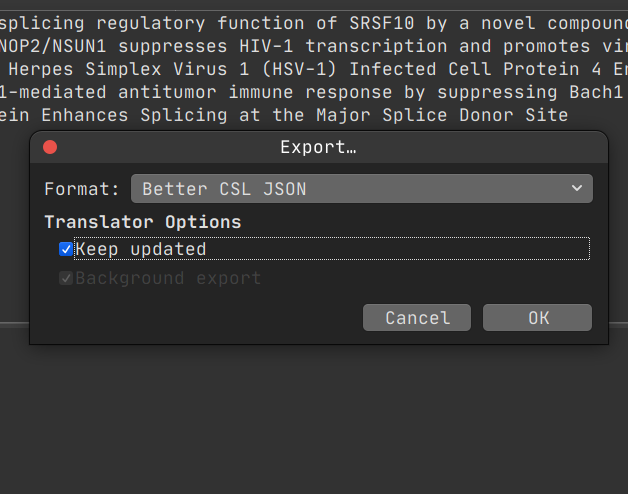 splicing regulatory function of SRSF10 by a novel compoun
NOP2/NSUN1 suppresses HIV-1 transcription and promotes vi
Herpes Simplex Virus 1 (HSV-1) Infected Cell Protein 4 E
1-mediated antitumor immune response by suppressing Bach1
ein Enhances Splicing at the Major Splice Donor Site
Export…
Format: Better CSL JSON
Translator Options
Keep updated
Background export
Cancel OK